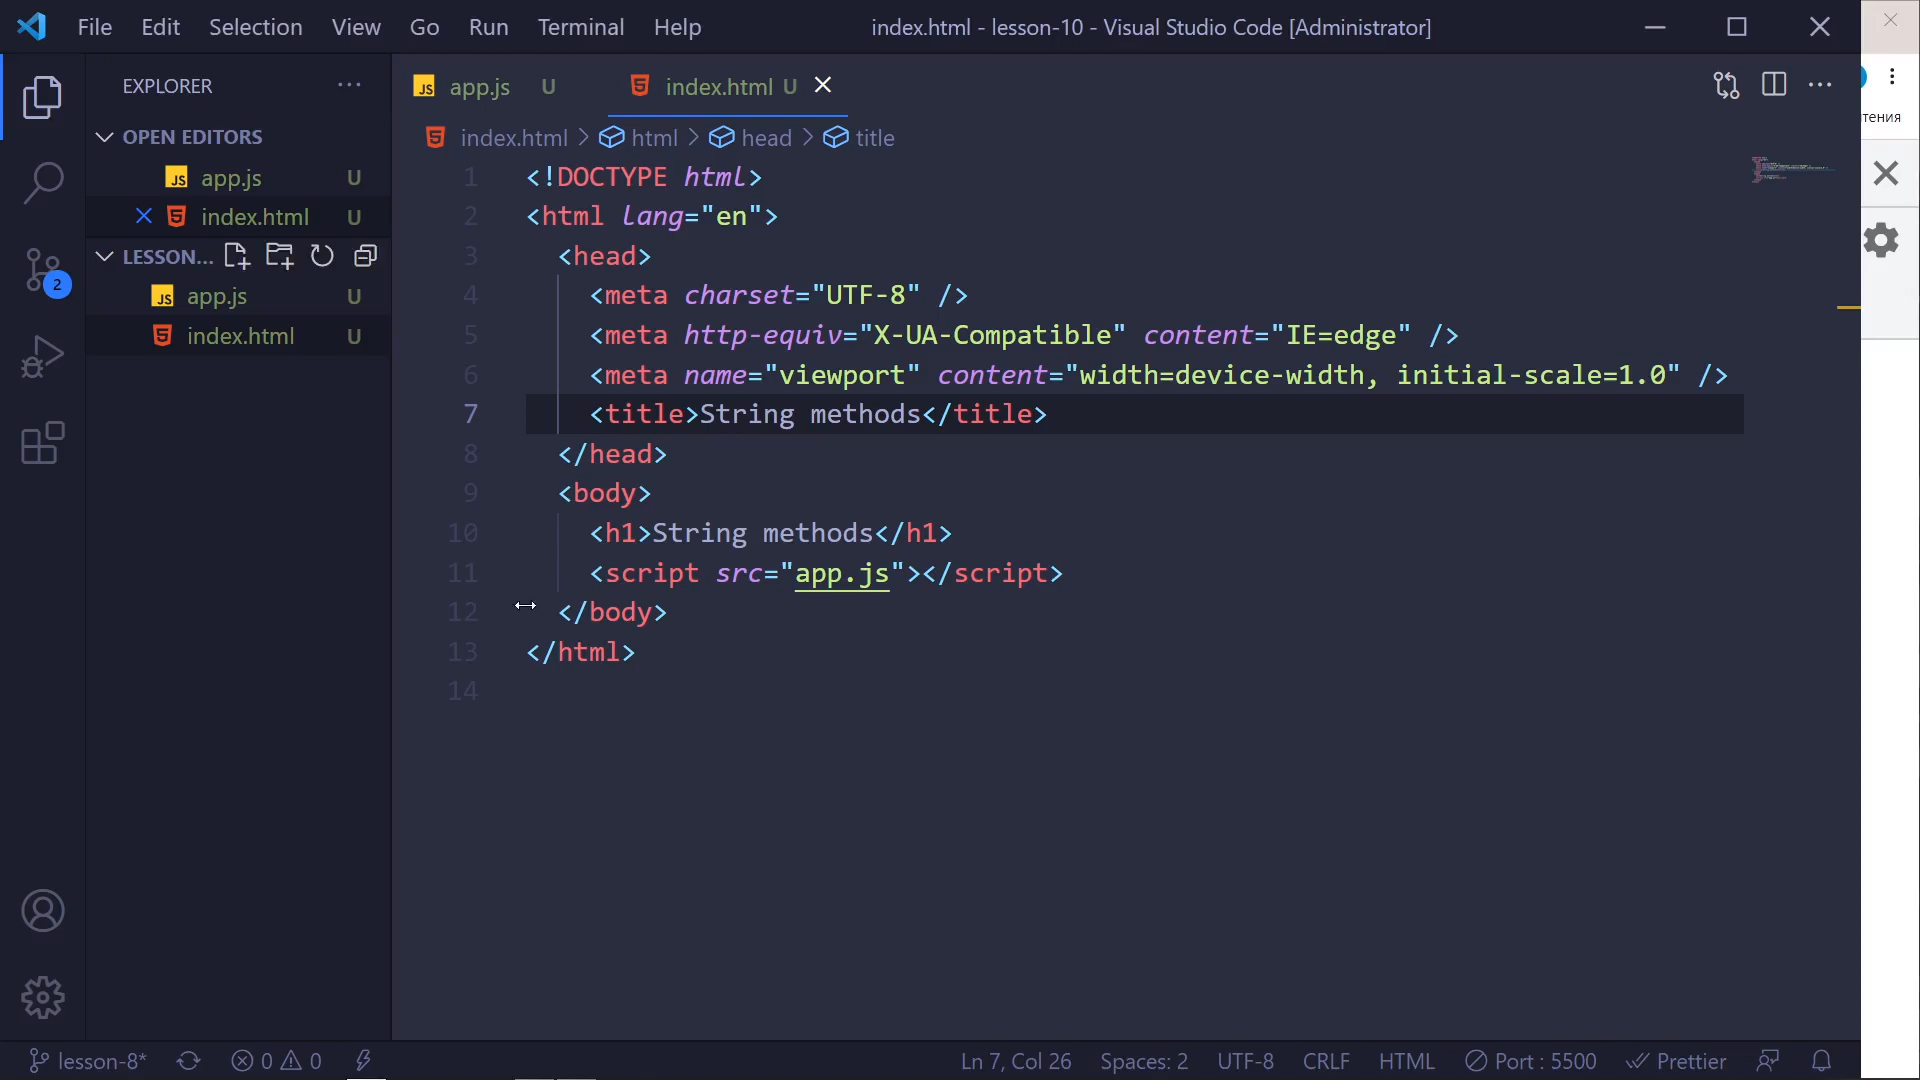 File Edit Selection View Go Run Terminal Help index.html - lesson-10 - Visual Studio Code [Administrator]
EXPLORER
OPEN EDITORS
JS app.js U
index.html U
LESSON...
JS app.js U
index.html U
2
JS app.js U index.html U
index.html > html > head > title
1 <!DOCTYPE html>
2 <html lang="en">
3 <head>
4 <meta charset="UTF-8" />
5 <meta http-equiv="X-UA-Compatible" content="IE=edge" />
6 <meta name="viewport" content="width=device-width, initial-scale=1.0" />
7 <title>String methods</title>
8 </head>
9 <body>
10 <h1>String methods</h1>
11 <script src="app.js"></script>
12 </body>
13 </html>
14
тения
lesson-8* 0 0 Ln 7, Col 26 Spaces: 2 UTF-8 CRLF HTML Port : 5500 Prettier